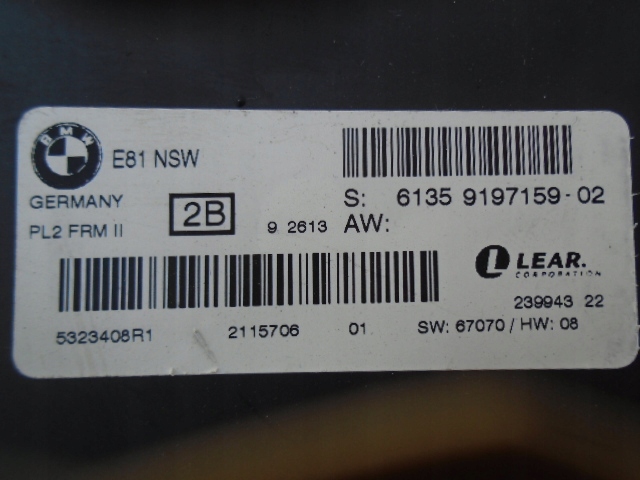 BMW
E81 NSW
GERMANY
PL2 FRM II
2B
9 2613
S: 6135 9197159-02
AW:
LEAR.
CORPORATION
239943 22
5323408R1 2115706 01 SW: 67070 / HW: 08